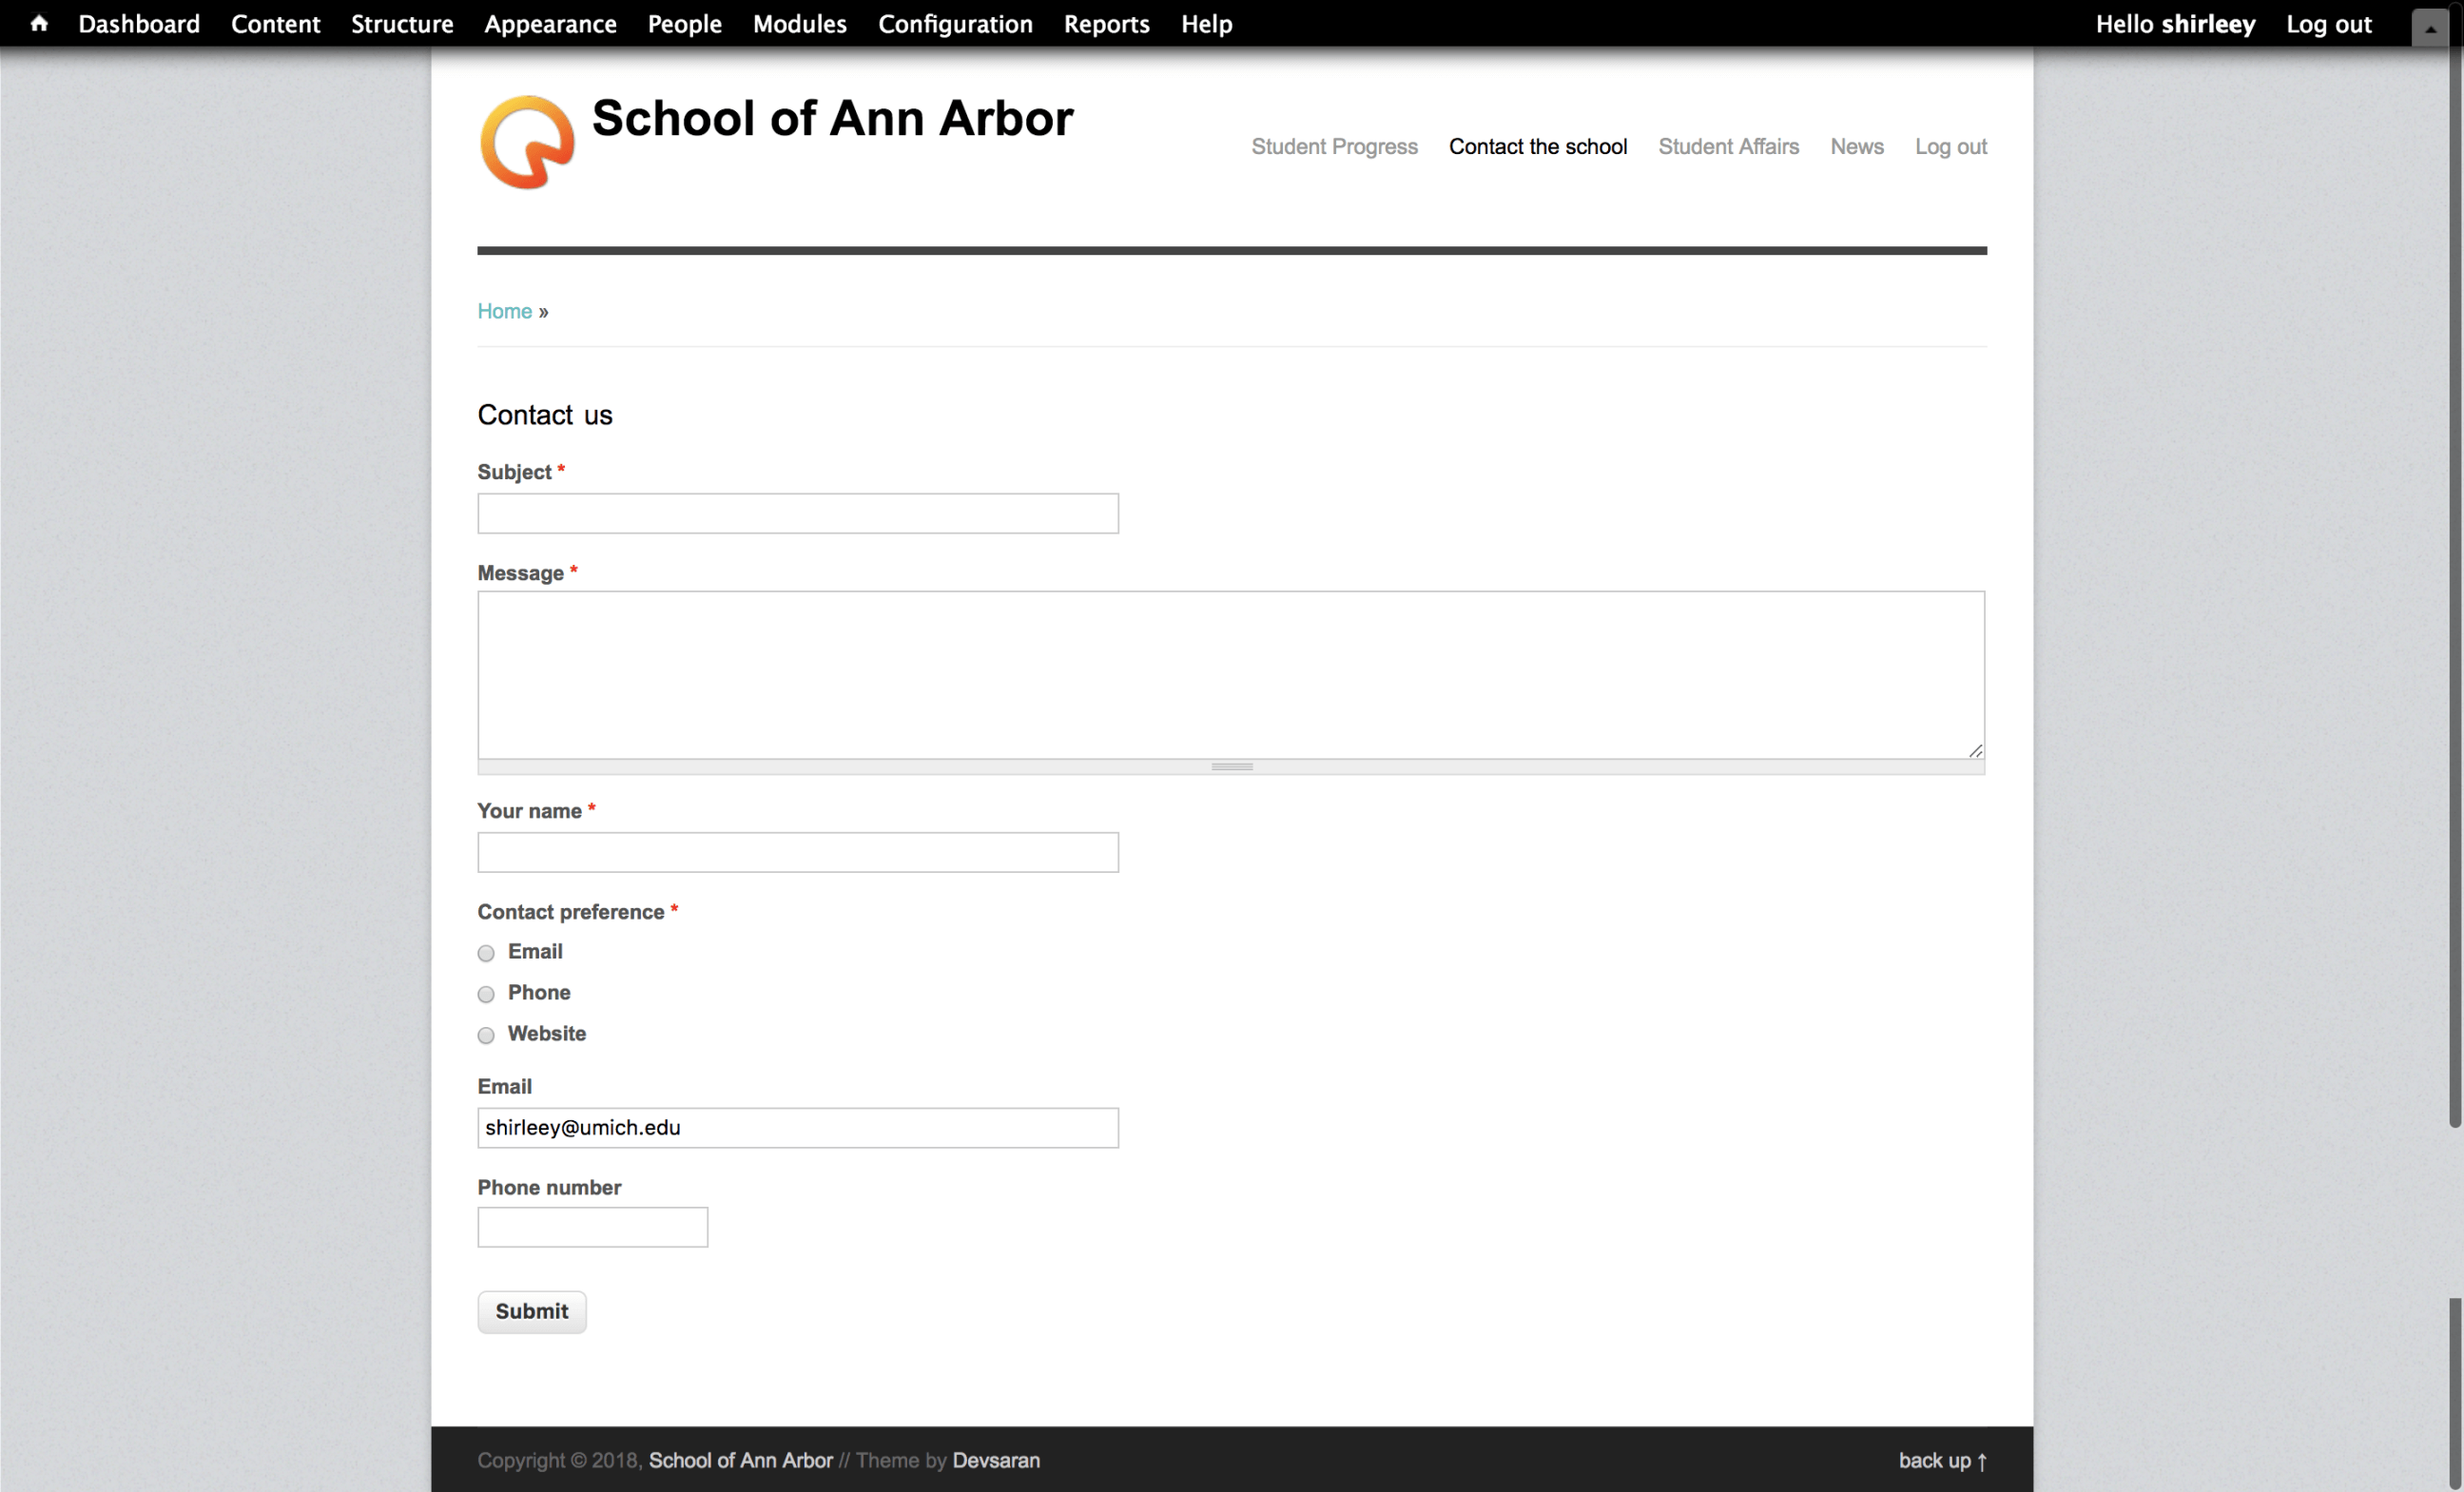 Dashboard Content Structure Appearance People Modules Configuration Reports Help Hello shirleey Log out
School of Ann Arbor
Student Progress Contact the school Student Affairs News Log out
Home »
Contact us
Subject *
Message *
Your name *
Contact preference *
Email
Phone
Website
Email
shirleey@umich.edu
Phone number
Submit
Copyright © 2018, School of Ann Arbor // Theme by Devsaran back up ↑